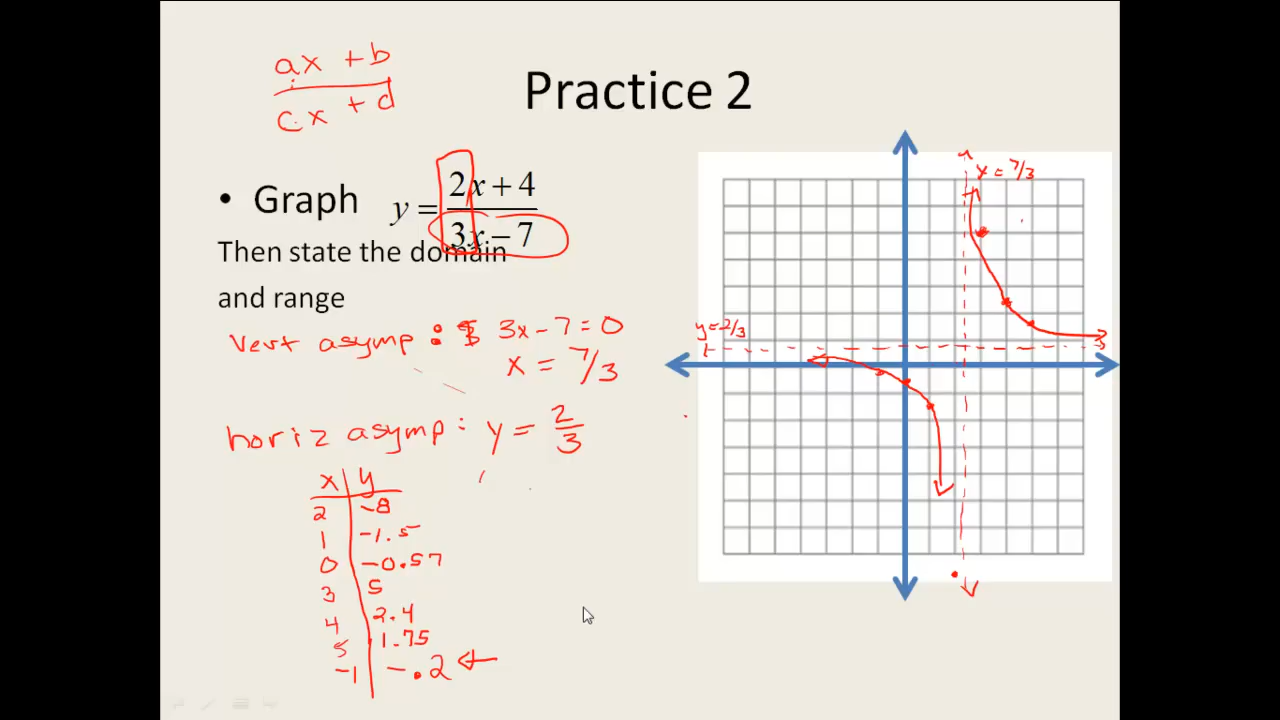 ax + b
cx + d
Practice 2
• Graph y = 2x + 4 / 3x − 7
Then state the domain
and range
vert asymp : 3x − 7 = 0
x = 7/3
horiz asymp : y = 2/3
x y
2 -8
1 -1.5
0 -0.57
3 5
4 2.4
5 1.75
-1 -.2 ←
x = 7/3
y = 2/3